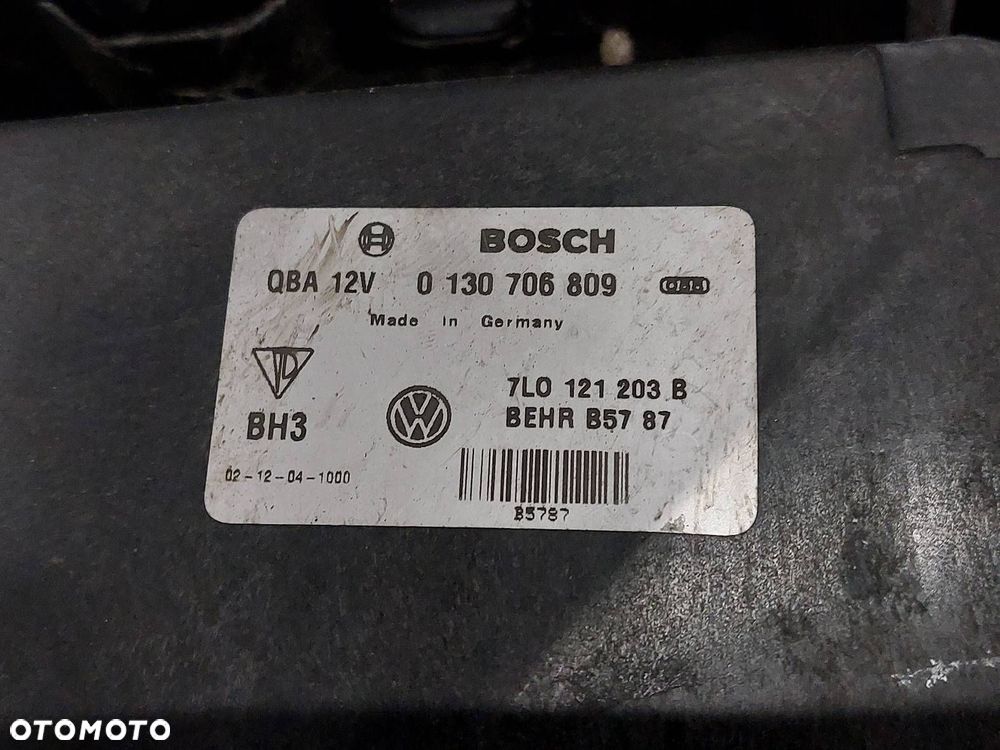 BOSCH
QBA 12V 0 130 706 809
Made in Germany
7L0 121 203 B
BEHR B57 87
BH3
02-12-04-1000
B5787
OTOMOTO